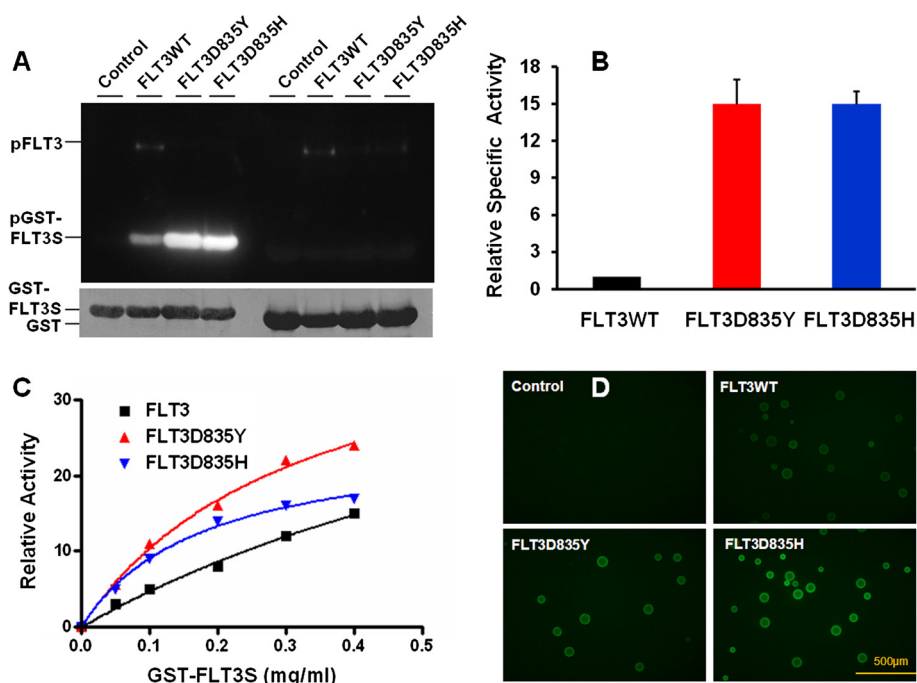 A
Control
FLT3WT
FLT3D835Y
FLT3D835H
Control
FLT3WT
FLT3D835Y
FLT3D835H
pFLT3
pGST-
FLT3S
GST-
FLT3S
GST
B
Relative Specific Activity
18
15
12
9
6
3
0
FLT3WT
FLT3D835Y
FLT3D835H
C
Relative Activity
30
20
10
0
FLT3
FLT3D835Y
FLT3D835H
0.0
0.1
0.2
0.3
0.4
0.5
GST-FLT3S (mg/ml)
D
Control
FLT3WT
FLT3D835Y
FLT3D835H
500μm